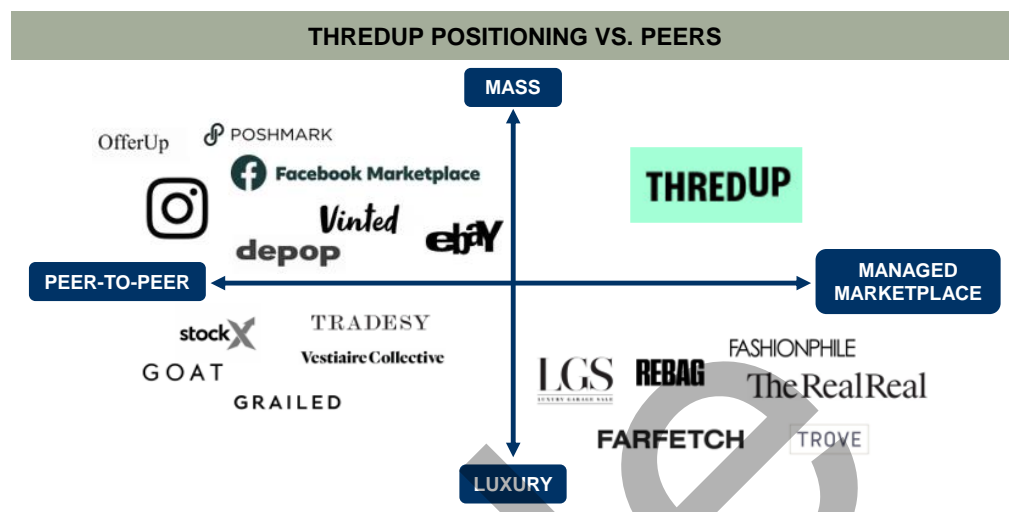 THREDUP POSITIONING VS. PEERS
MASS
OfferUp
POSHMARK
Facebook Marketplace
THREDUP
Vinted
ebaY
depop
PEER-TO-PEER
MANAGED
MARKETPLACE
stockX
TRADESY
Vestiaire Collective
GOAT
GRAILED
FASHIONPHILE
LGS
LUXURY GARAGE SALE
REBAG
TheRealReal
FARFETCH
TROVE
LUXURY